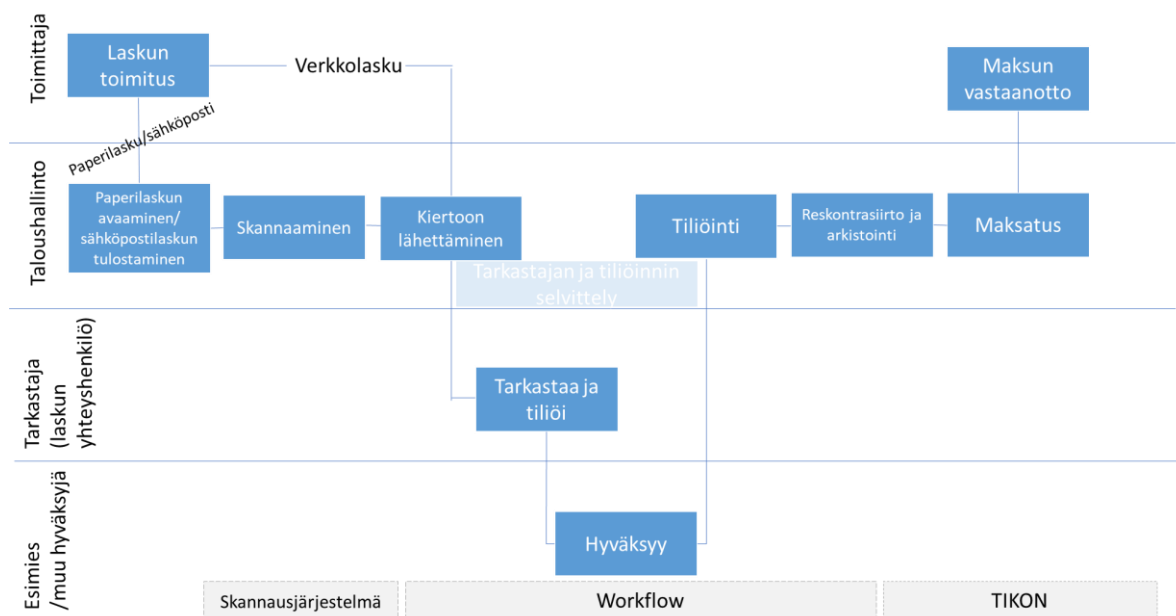 Toimittaja
Laskun
toimitus
Verkkolasku
Maksun
vastaanotto
Paperilasku/sähköposti
Taloushallinto
Paperilaskun
avaaminen/
sähköpostilaskun
tulostaminen
Skannaaminen
Kiertoon
lähettäminen
Tiliöinti
Reskontrasiirto ja
arkistointi
Maksatus
Tarkastajan ja tiliöinnin
selvittely
Tarkastaja
(laskun
yhteyshenkilö)
Tarkastaa ja
tiliöi
Esimies
/muu hyväksyjä
Hyväksyy
Skannausjärjestelmä
Workflow
TIKON